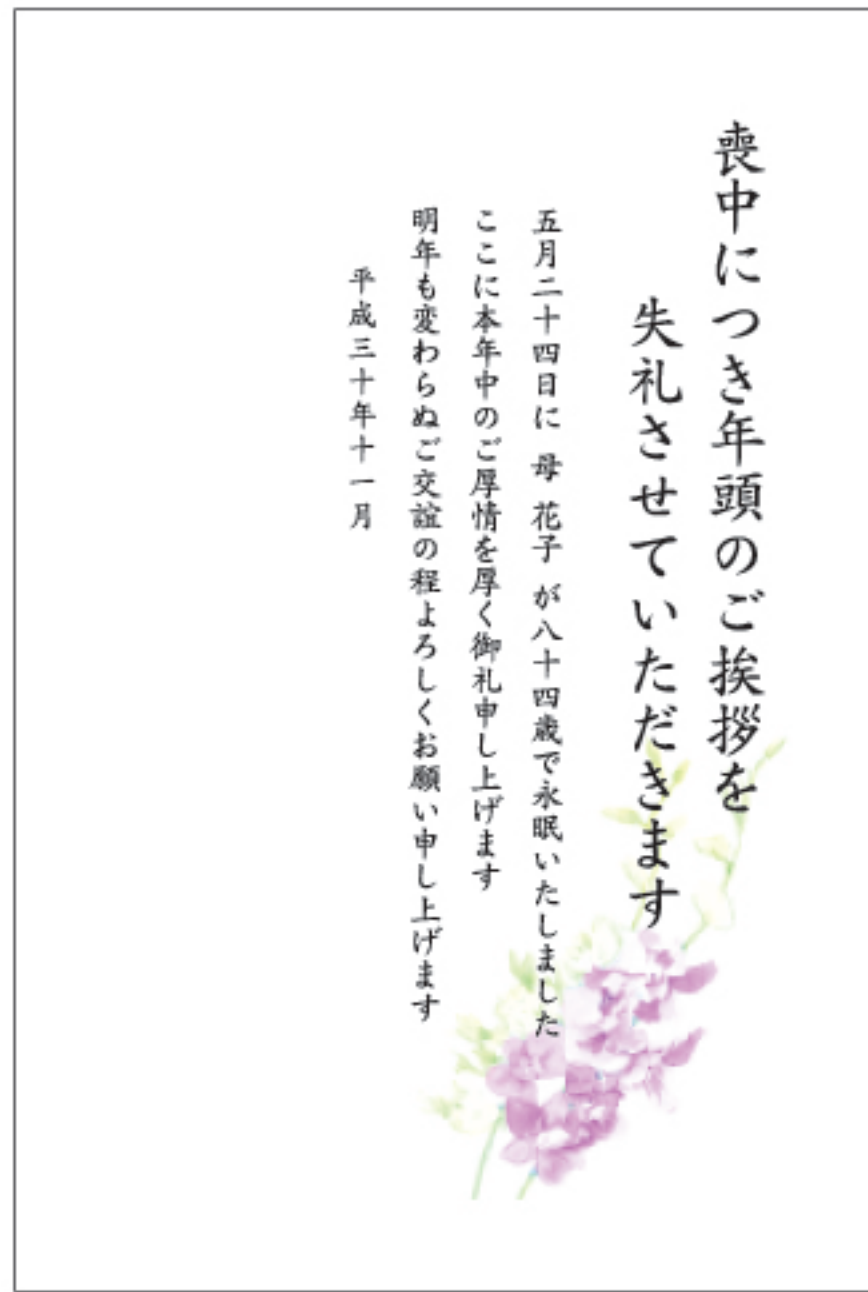 喪中につき年頭のご挨拶を
失礼させていただきます
五月二十四日に 母 花子 が八十四歳で永眠いたしました
ここに本年中のご厚情を厚く御礼申し上げます
明年も変わらぬご交誼の程よろしくお願い申し上げます
平成三十年十一月